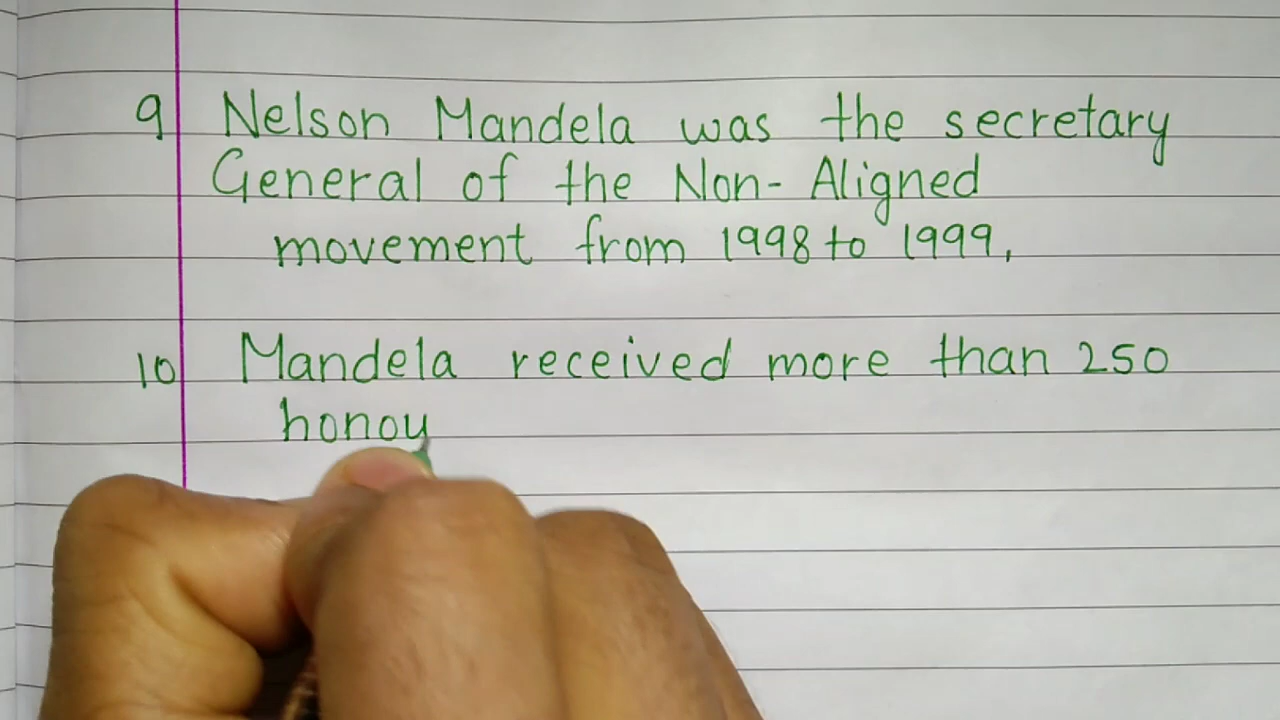 9 Nelson Mandela was the secretary
General of the Non-Aligned
movement from 1998 to 1999,
10 Mandela received more than 250
honou